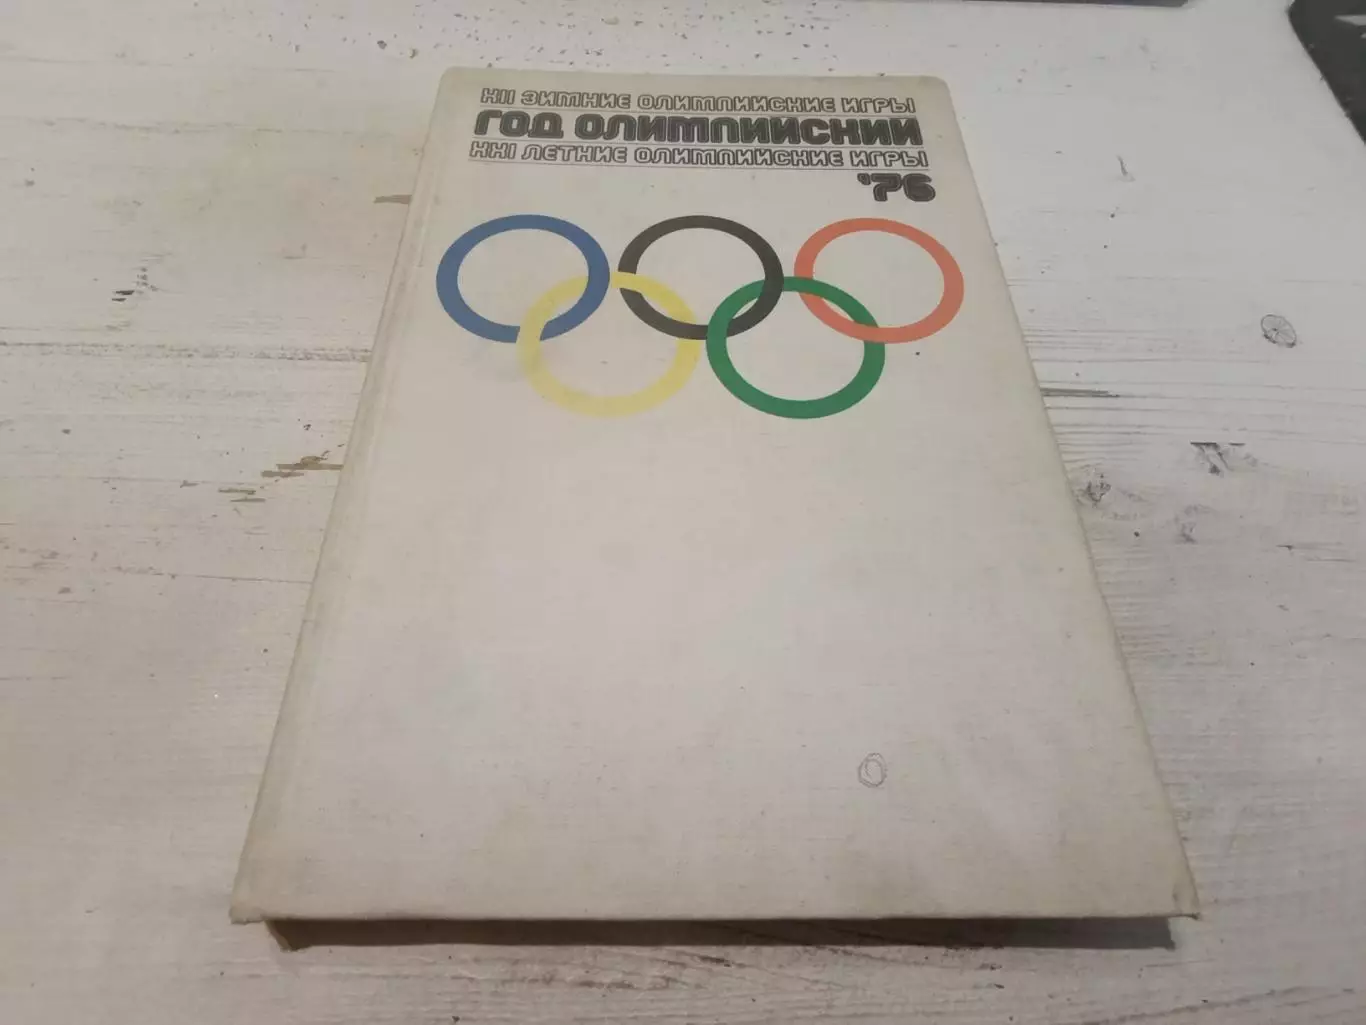 XII ЗИМНИЕ ОЛИМПИЙСКИЕ ИГРЫ
ГОД ОЛИМПИЙСКИЙ
XXI ЛЕТНИЕ ОЛИМПИЙСКИЕ ИГРЫ
'76